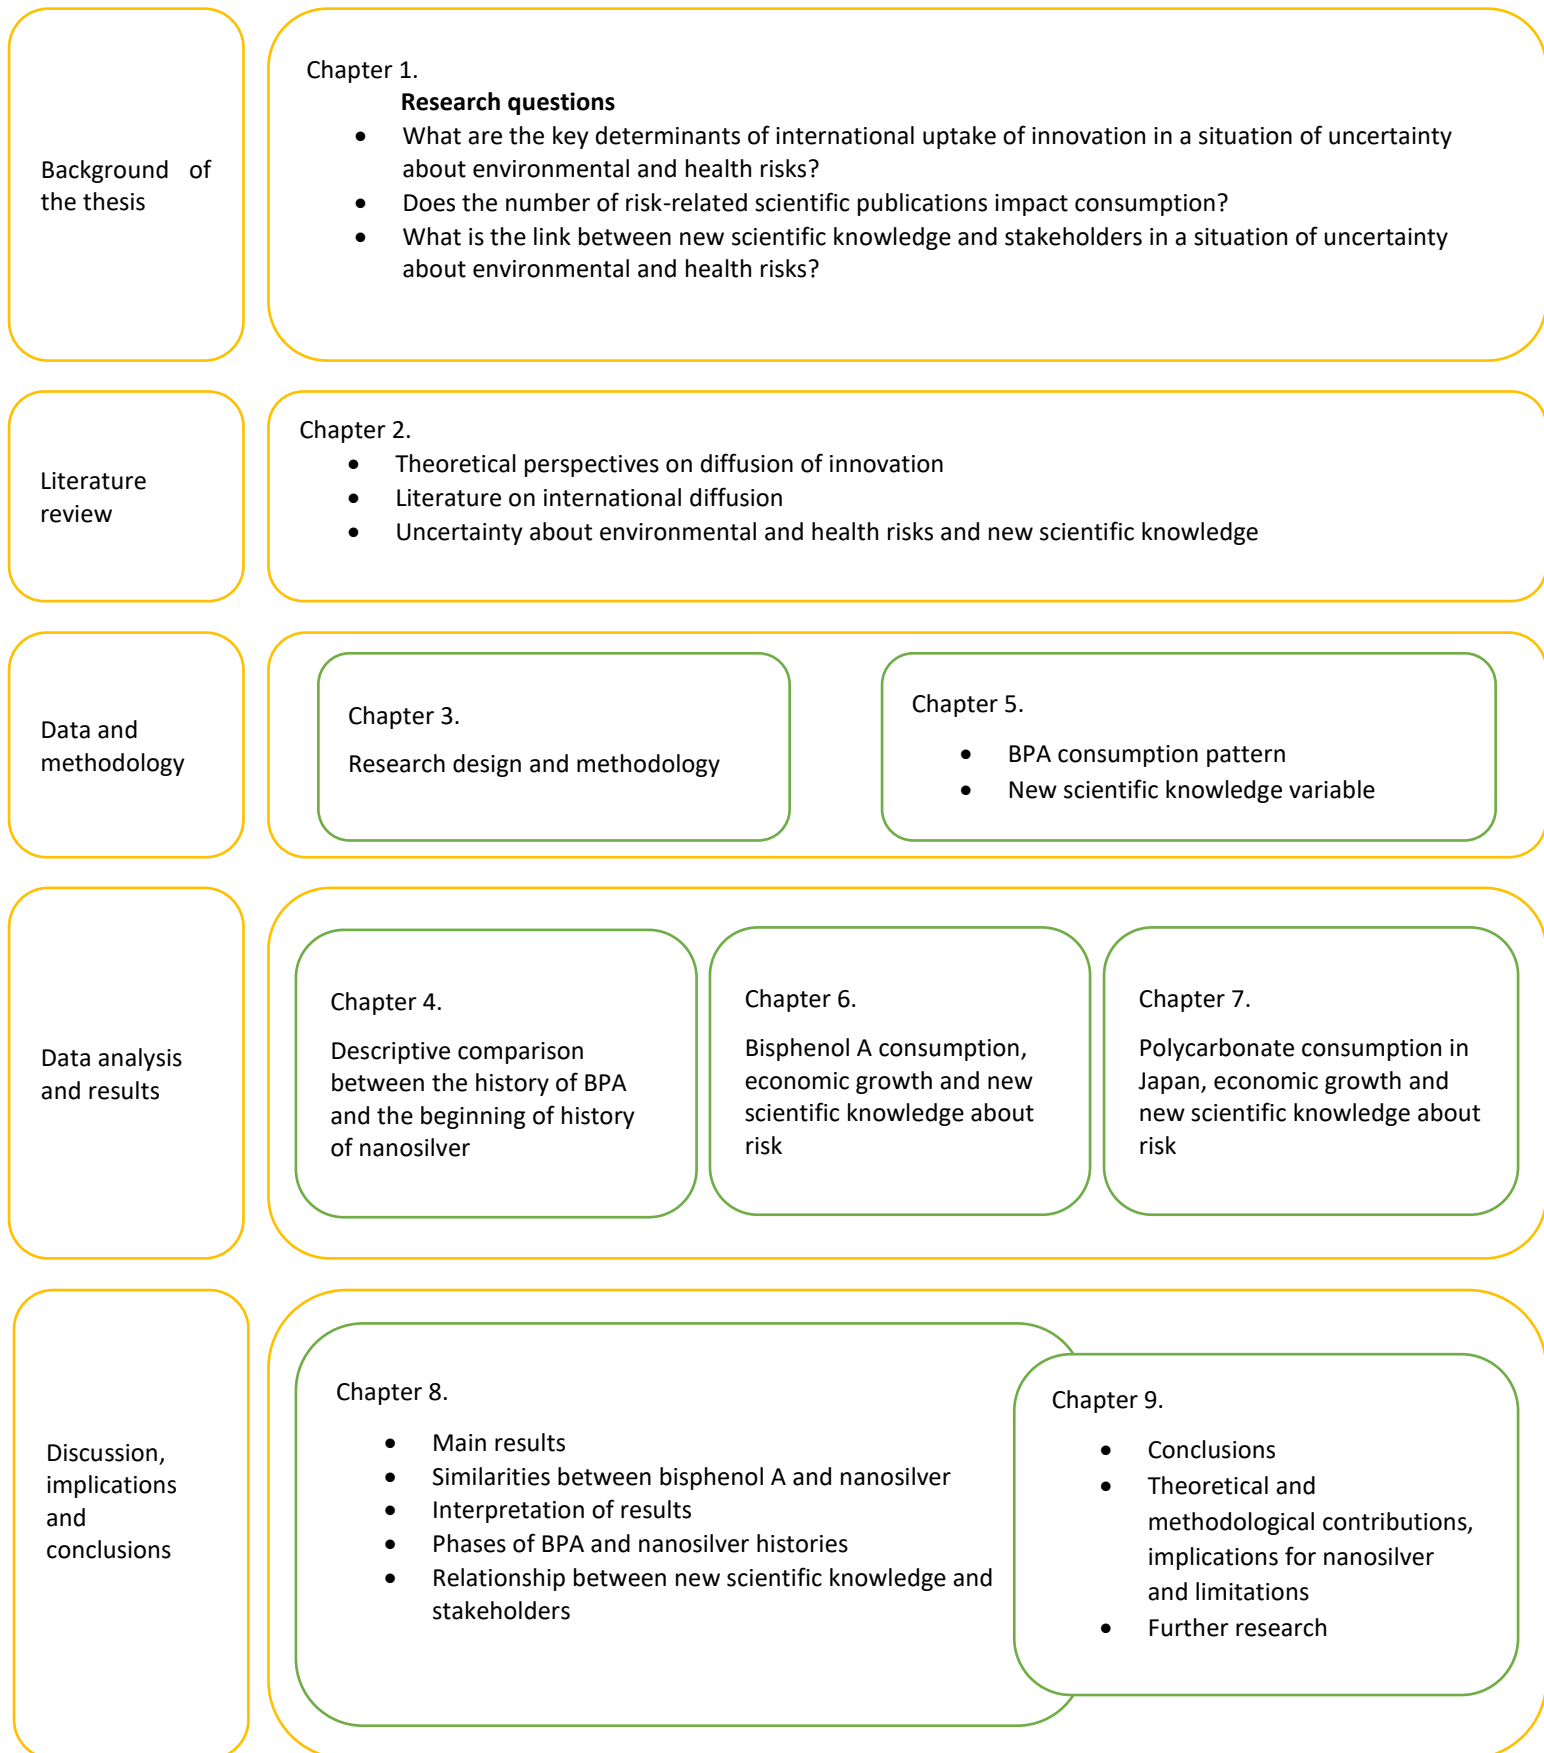 Background of
the thesis
Chapter 1.
Research questions
• What are the key determinants of international uptake of innovation in a situation of uncertainty
about environmental and health risks?
• Does the number of risk-related scientific publications impact consumption?
• What is the link between new scientific knowledge and stakeholders in a situation of uncertainty
about environmental and health risks?
Literature
review
Chapter 2.
• Theoretical perspectives on diffusion of innovation
• Literature on international diffusion
• Uncertainty about environmental and health risks and new scientific knowledge
Data and
methodology
Chapter 3.
Research design and methodology
Chapter 5.
• BPA consumption pattern
• New scientific knowledge variable
Data analysis
and results
Chapter 4.
Descriptive comparison
between the history of BPA
and the beginning of history
of nanosilver
Chapter 6.
Bisphenol A consumption,
economic growth and new
scientific knowledge about
risk
Chapter 7.
Polycarbonate consumption in
Japan, economic growth and
new scientific knowledge about
risk
Discussion,
implications
and
conclusions
Chapter 8.
• Main results
• Similarities between bisphenol A and nanosilver
• Interpretation of results
• Phases of BPA and nanosilver histories
• Relationship between new scientific knowledge and
stakeholders
Chapter 9.
• Conclusions
• Theoretical and
methodological contributions,
implications for nanosilver
and limitations
• Further research